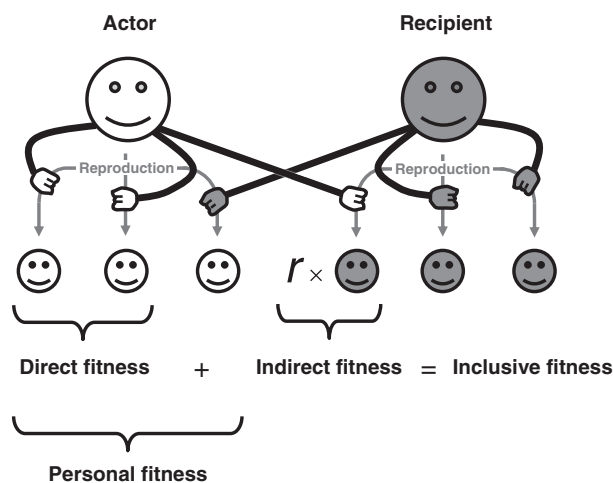 Actor Recipient
Reproduction Reproduction
r ×
Direct fitness + Indirect fitness = Inclusive fitness
Personal fitness